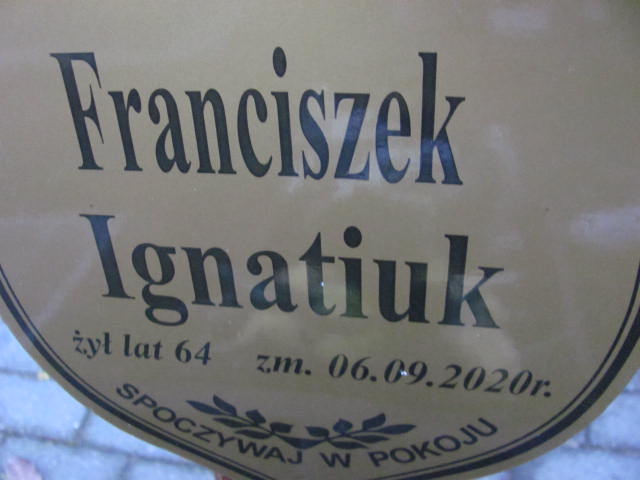 Franciszek
Ignatiuk
żył lat 64 zm. 06.09.2020r.
SPOCZYWAJ W POKOJU